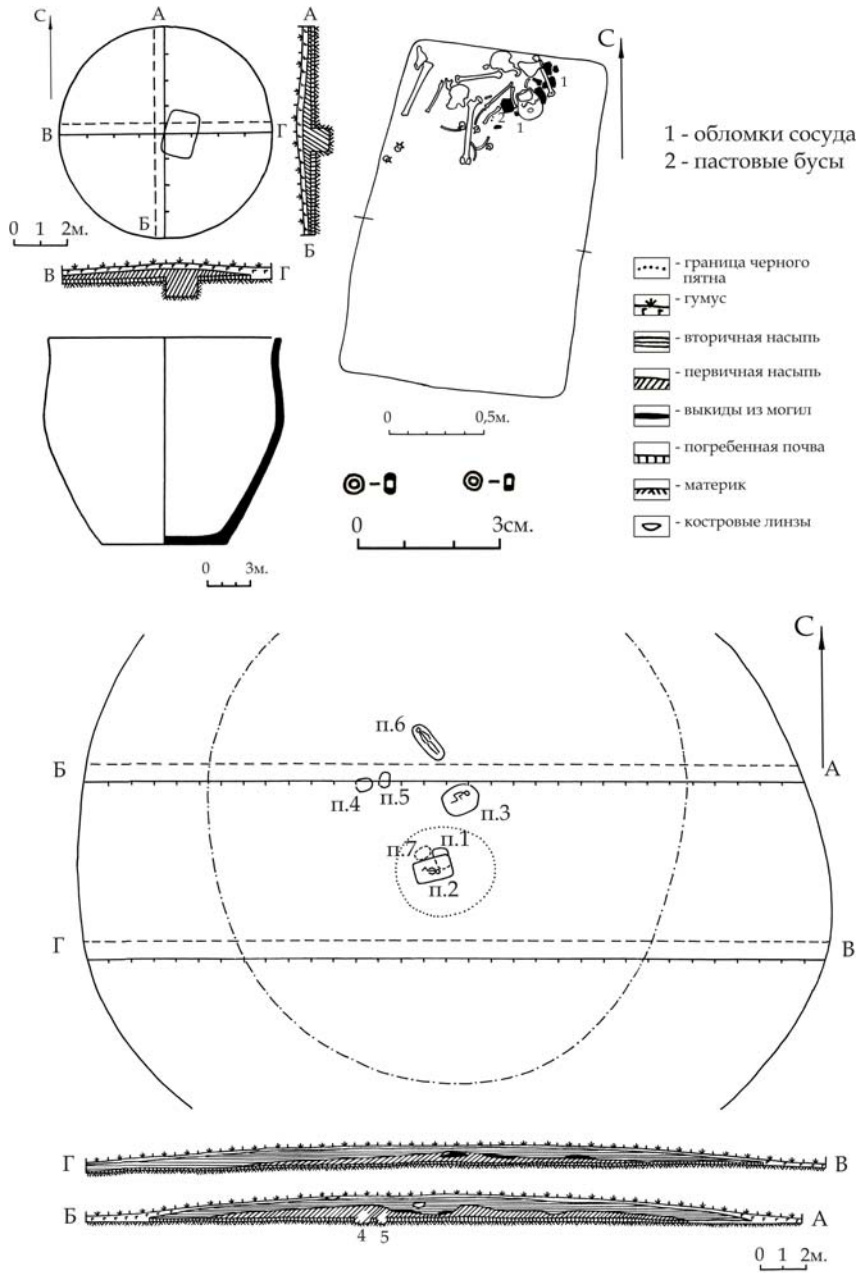 С
А
В
Г
Б
0 1 2м.
А
Б
В
Г
С
1
2
1
1 - обломки сосуда
2 - пастовые бусы
0 0,5м.
- граница черного
пятна
- гумус
- вторичная насыпь
- первичная насыпь
- выкиды из могил
- погребенная почва
- материк
- костровые линзы
0 3м.
0 3см.
С
п.6
Б
А
п.4
п.5
п.3
п.7
п.1
п.2
Г
В
Г
В
Б
А
4 5
0 1 2м.